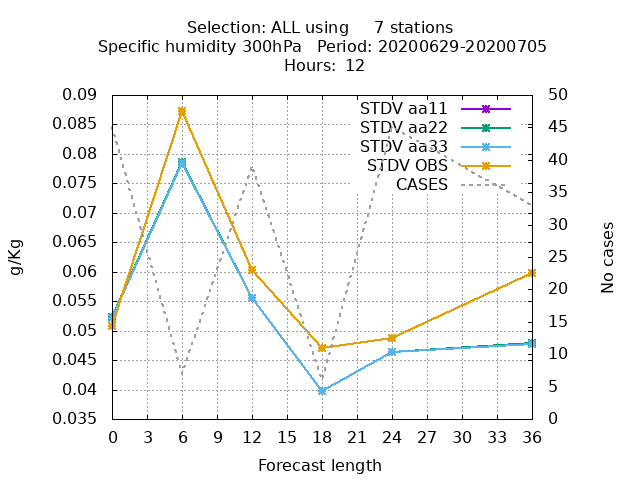 Selection: ALL using     7 stations
Specific humidity 300hPa   Period: 20200629-20200705
Hours: 12
0.09
0.085
0.08
0.075
0.07
0.065
0.06
0.055
0.05
0.045
0.04
0.035
g/Kg
STDV aa11
STDV aa22
STDV aa33
STDV OBS
CASES
50
45
40
35
30
25
20
15
10
5
0
No cases
0 3 6 9 12 15 18 21 24 27 30 33 36
Forecast length